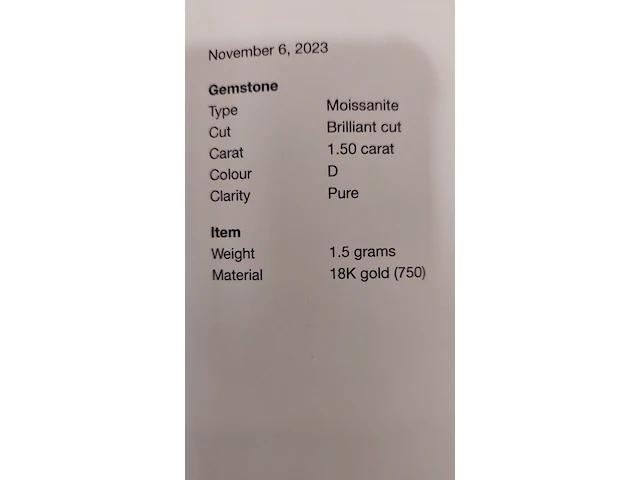 November 6, 2023
Gemstone
Type Moissanite
Cut Brilliant cut
Carat 1.50 carat
Colour D
Clarity Pure
Item
Weight 1.5 grams
Material 18K gold (750)